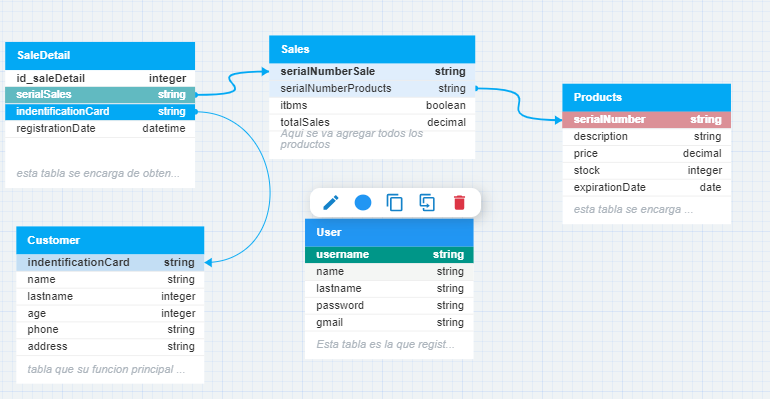 SaleDetail
id_saleDetail integer
serialSales string
indentificationCard string
registrationDate datetime
esta tabla se encarga de obten...
Sales
serialNumberSale string
serialNumberProducts string
itbms boolean
totalSales decimal
Aqui se va agregar todos los
productos
Products
serialNumber string
description string
price decimal
stock integer
expirationDate date
esta tabla se encarga ...
Customer
indentificationCard string
name string
lastname integer
age integer
phone string
address string
tabla que su funcion principal ...
User
username string
name string
lastname string
password string
gmail string
Esta tabla es la que regist...